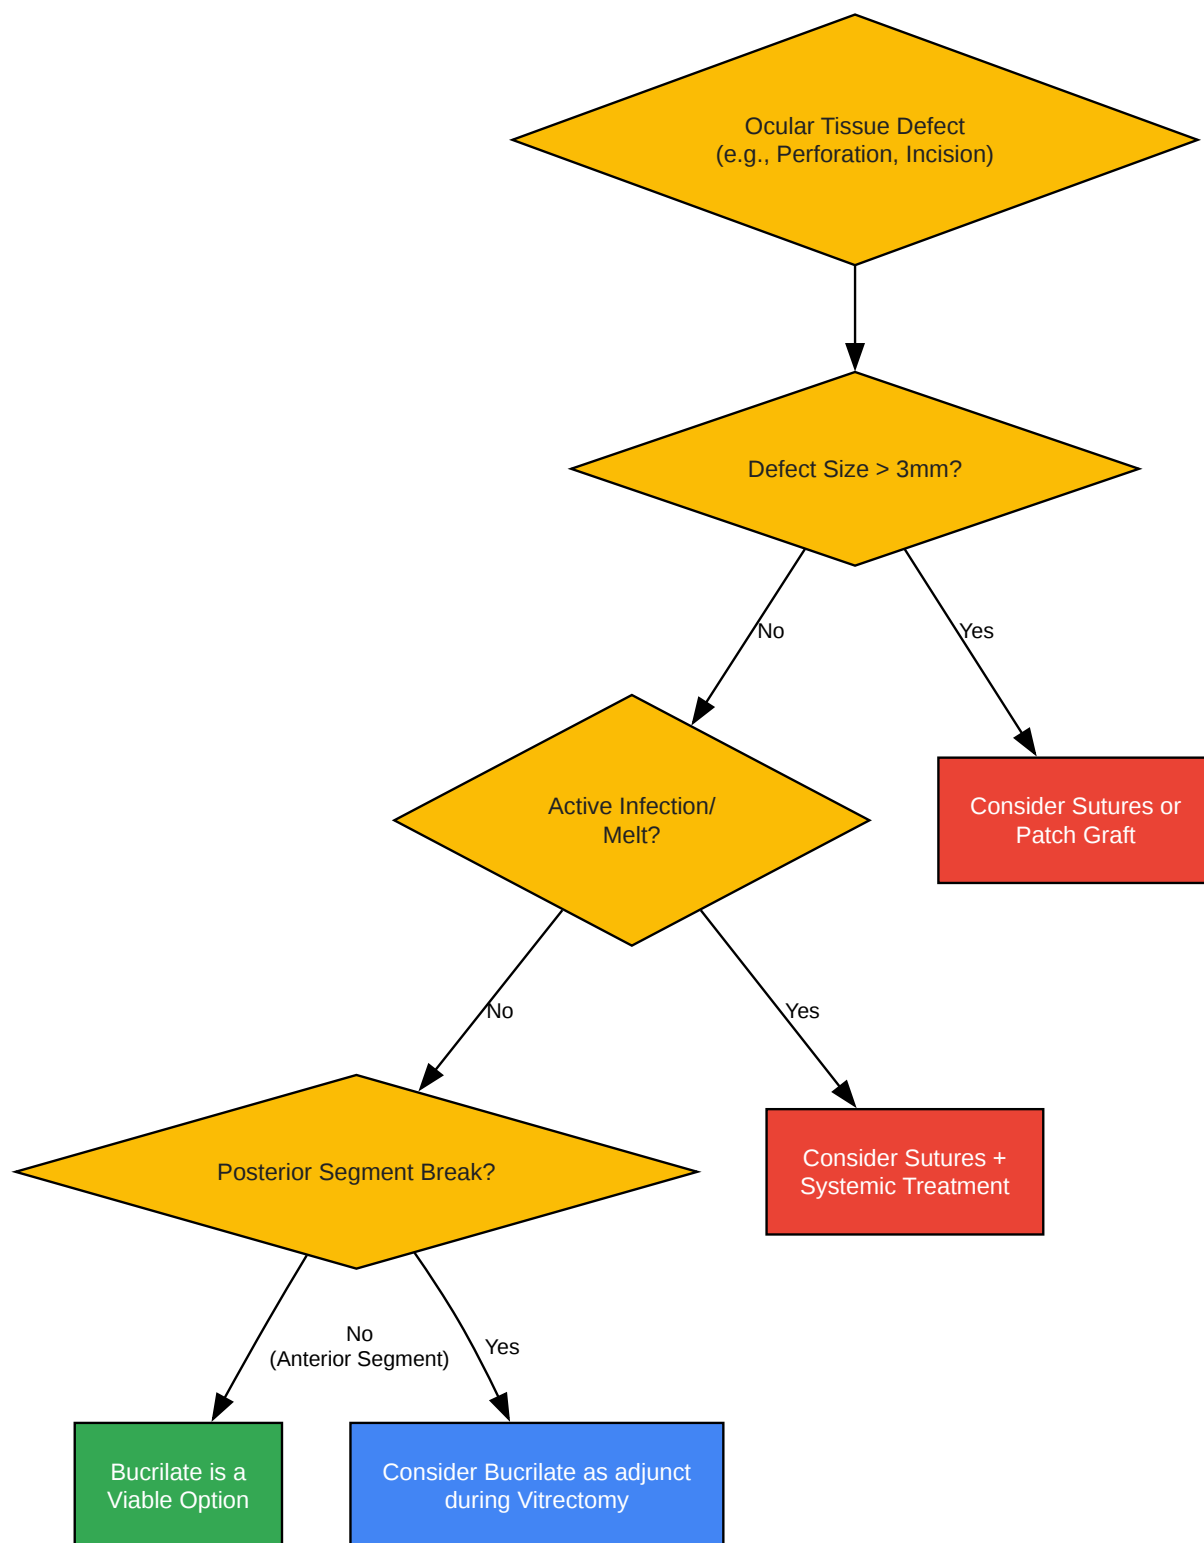 Ocular Tissue Defect
(e.g., Perforation, Incision)
Defect Size > 3mm?
No
Yes
Active Infection/
Melt?
Consider Sutures or
Patch Graft
No
Yes
Posterior Segment Break?
Consider Sutures +
Systemic Treatment
No
(Anterior Segment)
Yes
Bucrilate is a
Viable Option
Consider Bucrilate as adjunct
during Vitrectomy